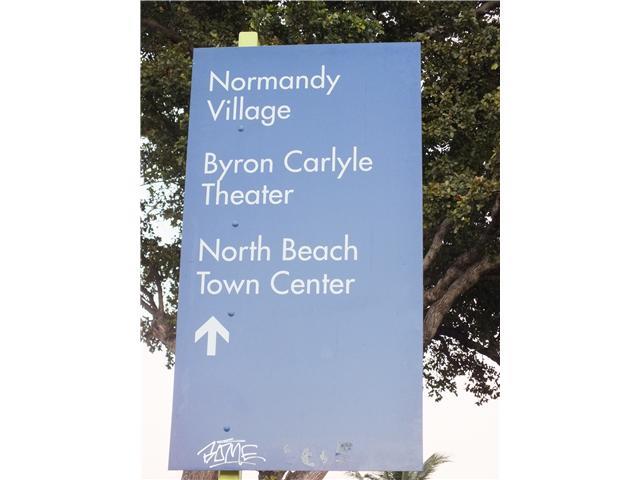 Normandy
Village
Byron Carlyle
Theater
North Beach
Town Center